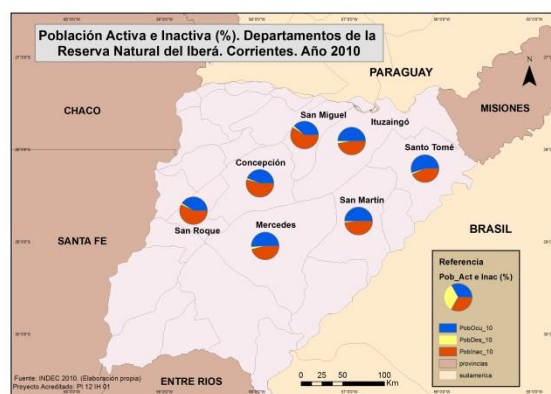 Población Activa e Inactiva (%). Departamentos de la
Reserva Natural del Iberá. Corrientes. Año 2010
PARAGUAY
N
CHACO
MISIONES
San Miguel
Ituzaingó
Santo Tomé
Concepción
San Martín
San Roque
Mercedes
SANTA FE
BRASIL
Referencia
Pob_Act e Inac (%)
PobOcu_10
PobDes_10
PobInac_10
provincias
sudamerica
0 25 50 100
Km
Fuente: INDEC 2010. (Elaboración propia)
Proyecto Acreditado: PI 12 IH 01
ENTRE RIOS